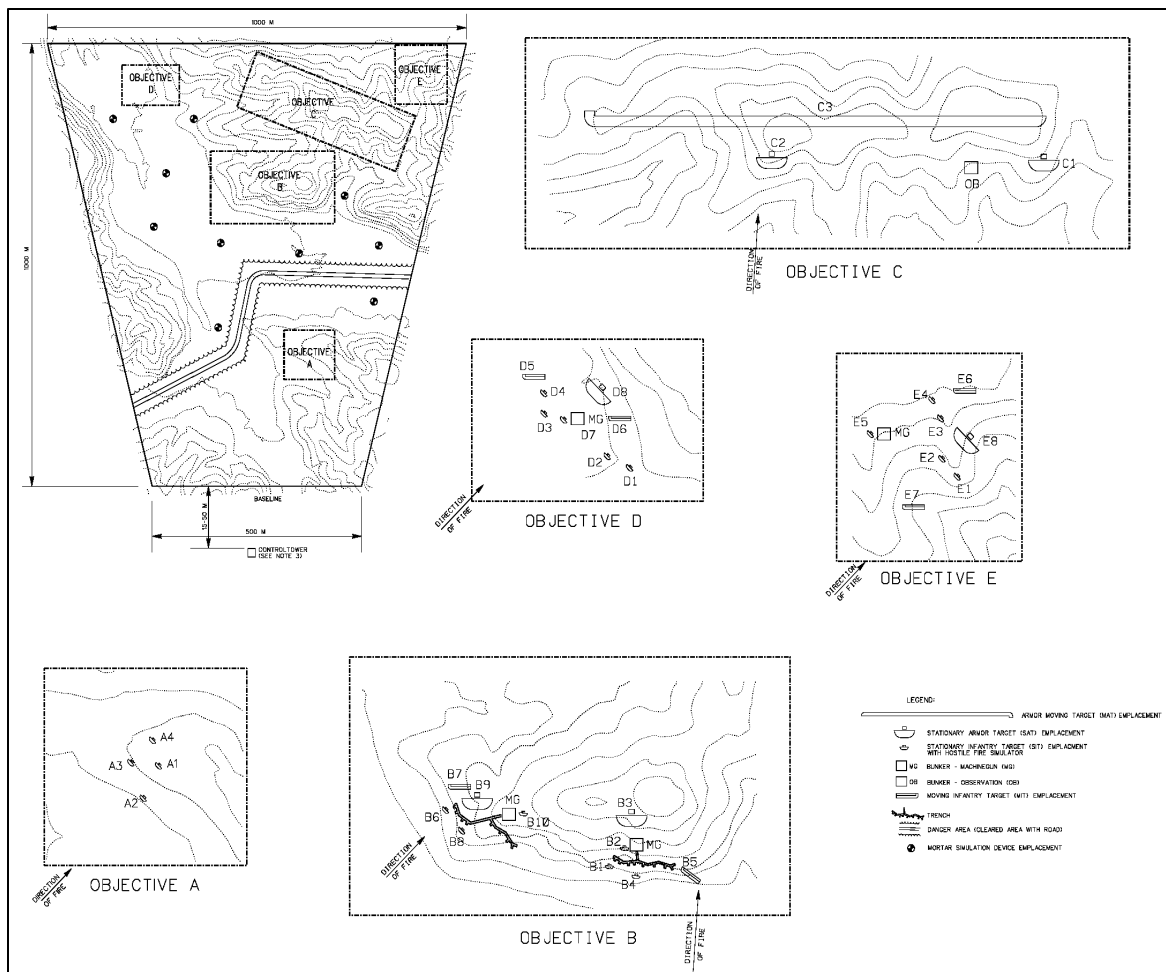 1000 M
1000 M
OBJECTIVE
D
OBJECTIVE
E
OBJECTIVE
C
OBJECTIVE
B
OBJECTIVE
A
BASELINE
15-50 M
500 M
CONTROLTOWER
(SEE NOTE 3)
C3
C2
C1
OB
DIRECTION
OF FIRE
OBJECTIVE C
D5
D4
D8
D3
MG
D7
D6
D2
D1
DIRECTION
OF FIRE
OBJECTIVE D
E6
E4
E5
MG
E3
E8
E2
E1
E7
DIRECTION
OF FIRE
OBJECTIVE E
A4
A3
A1
A2
DIRECTION
OF FIRE
OBJECTIVE A
B7
B9
MG
B3
B6
B10
B8
B2
MG
B1
B5
B4
DIRECTION
OF FIRE
DIRECTION
OF FIRE
OBJECTIVE B
LEGEND:
ARMOR MOVING TARGET (MAT) EMPLACEMENT
STATIONARY ARMOR TARGET (SAT) EMPLACEMENT
STATIONARY INFANTRY TARGET (SIT) EMPLACMENT
WITH HOSTILE FIRE SIMULATOR
MG BUNKER - MACHINEGUN (MG)
OB BUNKER - OBSERVATION (OB)
MOVING INFANTRY TARGET (MIT) EMPLACEMENT
TRENCH
DANGER AREA (CLEARED AREA WITH ROAD)
MORTAR SIMULATION DEVICE EMPLACEMENT